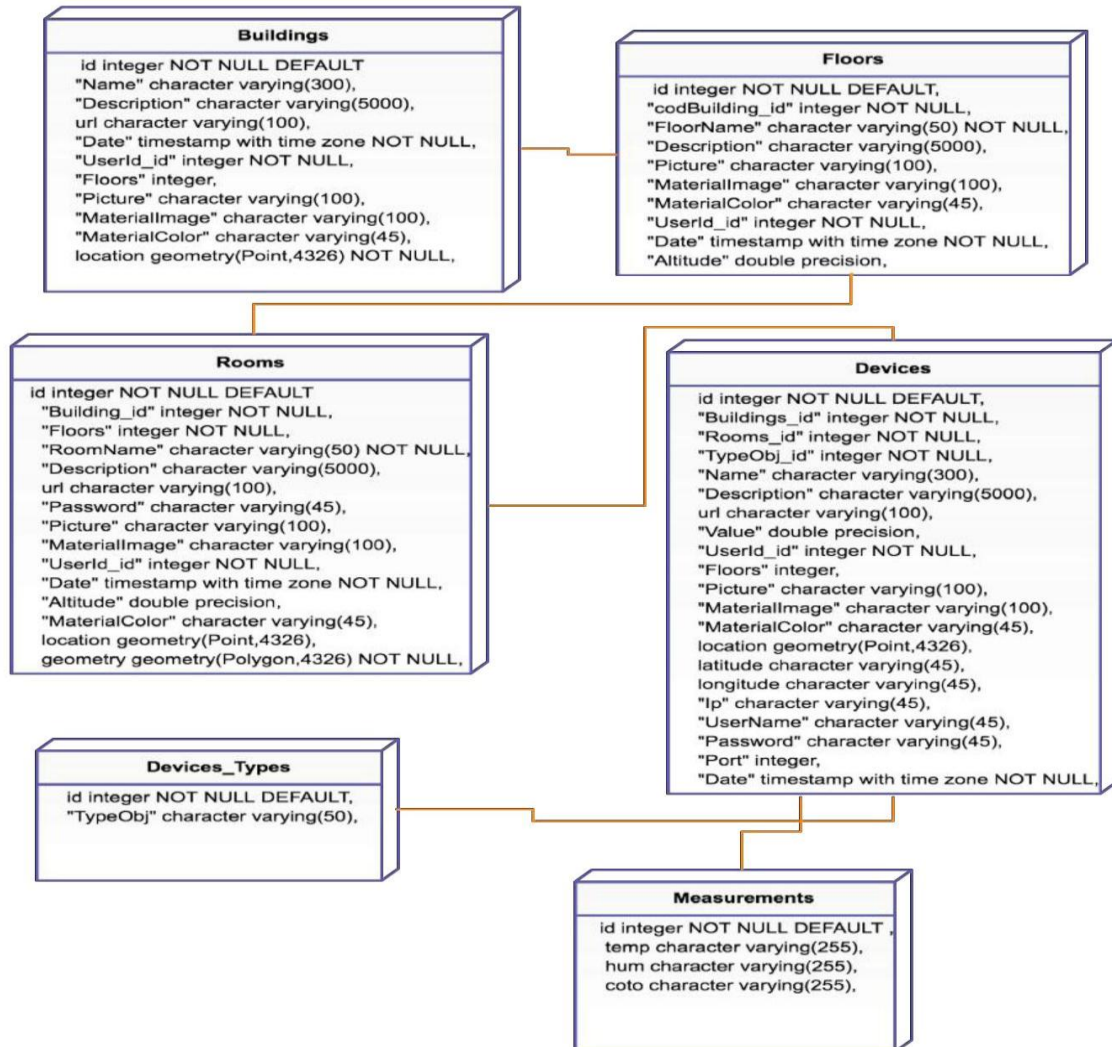 Buildings
id integer NOT NULL DEFAULT
"Name" character varying(300),
"Description" character varying(5000),
url character varying(100),
"Date" timestamp with time zone NOT NULL,
"UserId_id" integer NOT NULL,
"Floors" integer,
"Picture" character varying(100),
"MaterialImage" character varying(100),
"MaterialColor" character varying(45),
location geometry(Point,4326) NOT NULL,
Floors
id integer NOT NULL DEFAULT,
"codBuilding_id" integer NOT NULL,
"FloorName" character varying(50) NOT NULL,
"Description" character varying(5000),
"Picture" character varying(100),
"MaterialImage" character varying(100),
"MaterialColor" character varying(45),
"UserId_id" integer NOT NULL,
"Date" timestamp with time zone NOT NULL,
"Altitude" double precision,
Rooms
id integer NOT NULL DEFAULT
"Building_id" integer NOT NULL,
"Floors" integer NOT NULL,
"RoomName" character varying(50) NOT NULL,
"Description" character varying(5000),
url character varying(100),
"Password" character varying(45),
"Picture" character varying(100),
"MaterialImage" character varying(100),
"UserId_id" integer NOT NULL,
"Date" timestamp with time zone NOT NULL,
"Altitude" double precision,
"MaterialColor" character varying(45),
location geometry(Point,4326),
geometry geometry(Polygon,4326) NOT NULL,
Devices
id integer NOT NULL DEFAULT,
"Buildings_id" integer NOT NULL,
"Rooms_id" integer NOT NULL,
"TypeObj_id" integer NOT NULL,
"Name" character varying(300),
"Description" character varying(5000),
url character varying(100),
"Value" double precision,
"UserId_id" integer NOT NULL,
"Floors" integer,
"Picture" character varying(100),
"MaterialImage" character varying(100),
"MaterialColor" character varying(45),
location geometry(Point,4326),
latitude character varying(45),
longitude character varying(45),
"Ip" character varying(45),
"UserName" character varying(45),
"Password" character varying(45),
"Port" integer,
"Date" timestamp with time zone NOT NULL,
Devices_Types
id integer NOT NULL DEFAULT,
"TypeObj" character varying(50),
Measurements
id integer NOT NULL DEFAULT ,
temp character varying(255),
hum character varying(255),
coto character varying(255),